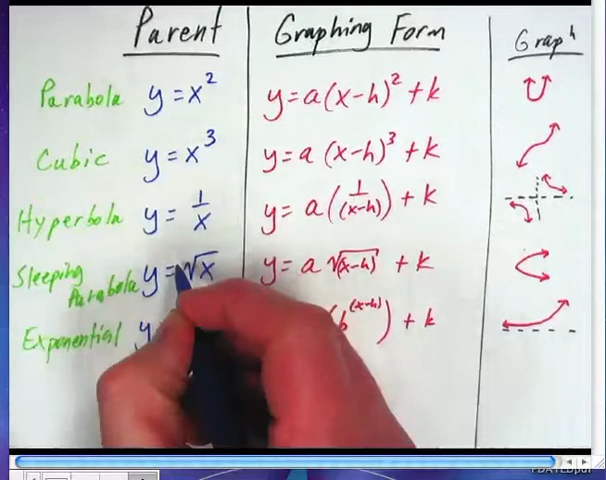 Parent Graphing Form Graph
Parabola y = x² y = a(x-h)² + k
Cubic y = x³ y = a(x-h)³ + k
Hyperbola y = 1/x y = a(1/(x-h)) + k
Sleeping Parabola y = √x y = a √(x-h) + k
Exponential y b^(x-h)) + k